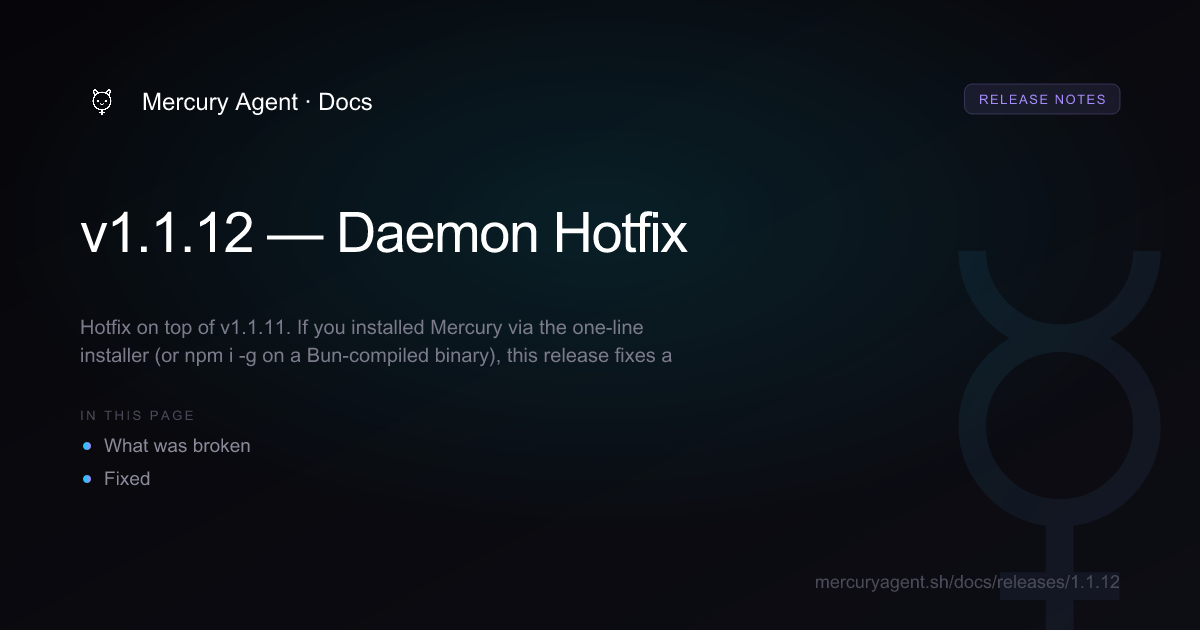 Mercury Agent · Docs
RELEASE NOTES
v1.1.12 — Daemon Hotfix
Hotfix on top of v1.1.11. If you installed Mercury via the one-line
installer (or npm i -g on a Bun-compiled binary), this release fixes a
IN THIS PAGE
What was broken
Fixed
mercuryagent.sh/docs/releases/1.1.12